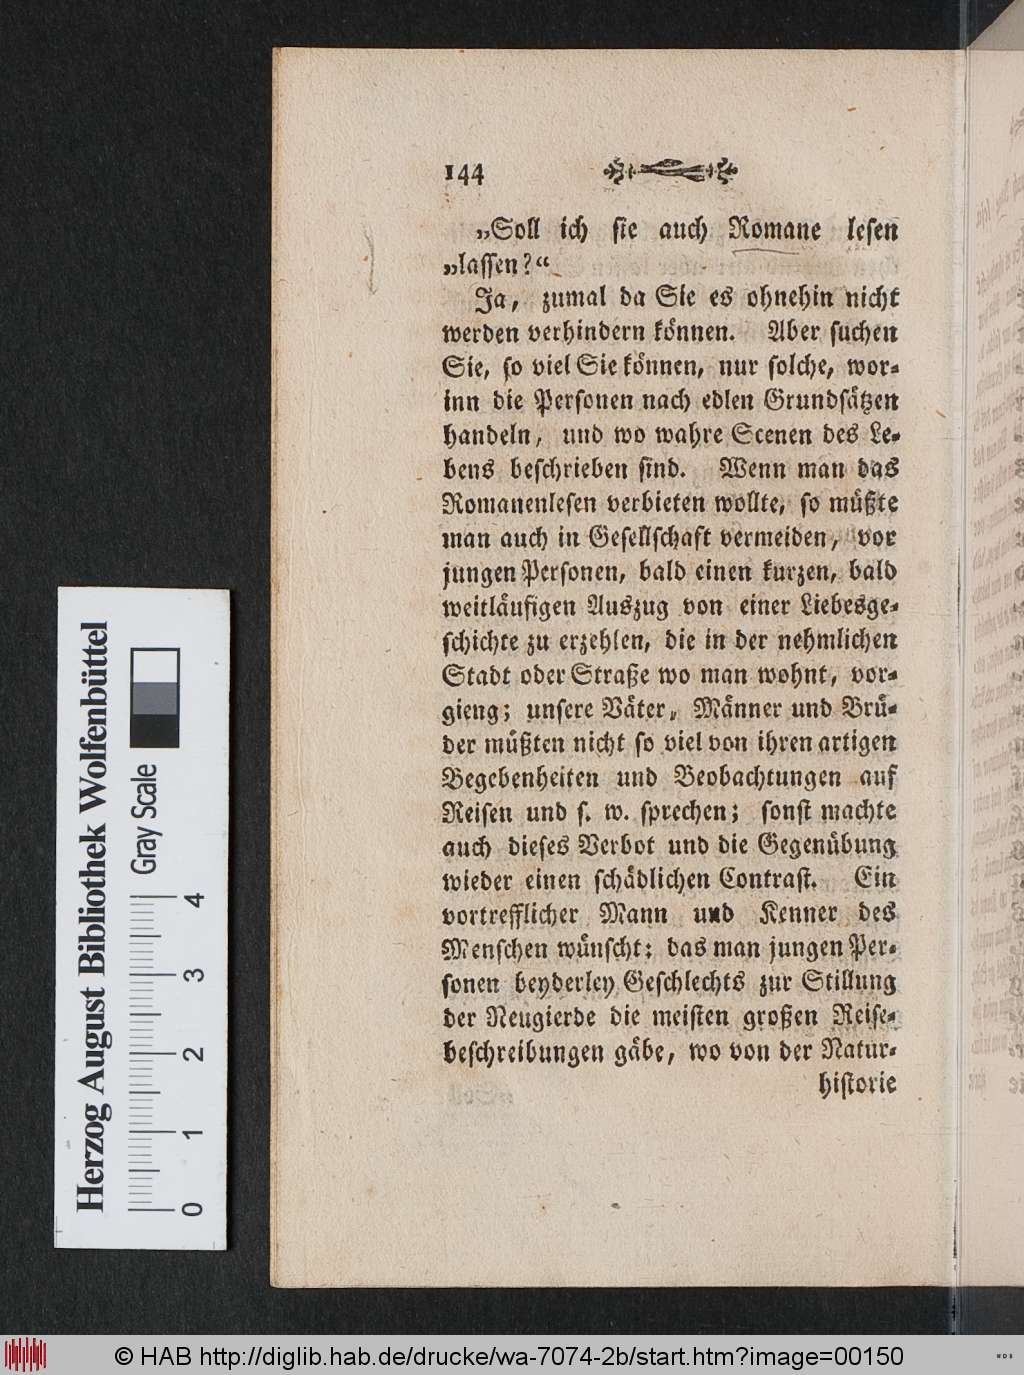 144
„Soll ich sie auch Romane lesen
„lassen?“
Ja, zumal da Sie es ohnehin nicht
werden verhindern können. Aber suchen
Sie, so viel Sie können, nur solche, wor-
inn die Personen nach edlen Grundsätzen
handeln, und wo wahre Scenen des Le-
bens beschrieben sind. Wenn man das
Romanenlesen verbieten wollte, so müßte
man auch in Gesellschaft vermeiden, vor
jungen Personen, bald einen kurzen, bald
weitläufigen Auszug von einer Liebesge-
schichte zu erzehlen, die in der nehmlichen
Stadt oder Straße wo man wohnt, vor-
gieng; unsere Väter, Männer und Brü-
der müßten nicht so viel von ihren artigen
Begebenheiten und Beobachtungen auf
Reisen und s. w. sprechen; sonst machte
auch dieses Verbot und die Gegenübung
wieder einen schädlichen Contrast. Ein
vortrefflicher Mann und Kenner des
Menschen wünscht: das man jungen Per-
sonen beyderley Geschlechts zur Stillung
der Neugierde die meisten großen Reise-
beschreibungen gäbe, wo von der Natur-
historie
Herzog August Bibliothek Wolfenbüttel
Gray Scale
0 1 2 3 4
© HAB http://diglib.hab.de/drucke/wa-7074-2b/start.htm?image=00150